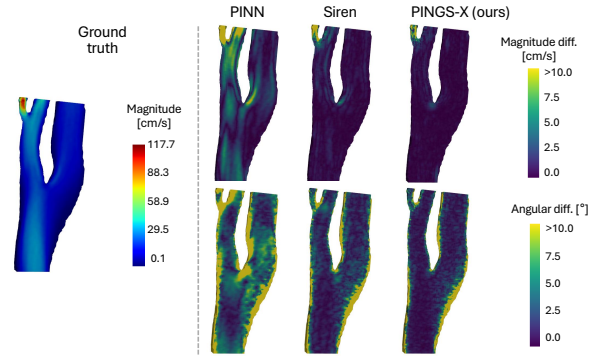 Ground
truth
PINN
Siren
PINGS-X (ours)
Magnitude
[cm/s]
117.7
88.3
58.9
29.5
0.1
Magnitude diff.
[cm/s]
>10.0
7.5
5.0
2.5
0.0
Angular diff. [°]
>10.0
7.5
5.0
2.5
0.0